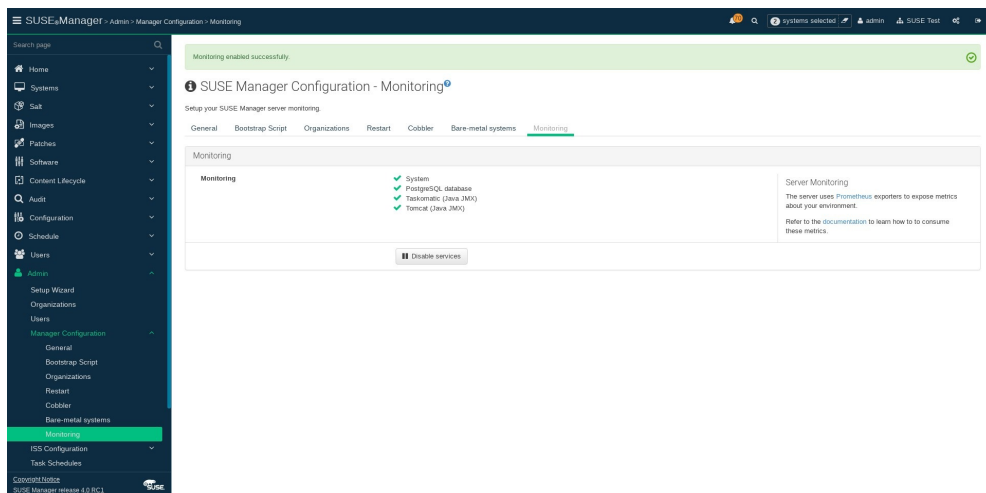 SUSE Manager > Admin > Manager Configuration > Monitoring
2 systems selected admin SUSE Test
Search page
Home
Systems
Salt
Images
Patches
Software
Content Lifecycle
Audit
Configuration
Schedule
Users
Admin
Setup Wizard
Organizations
Users
Manager Configuration
General
Bootstrap Script
Organizations
Restart
Cobbler
Bare-metal systems
Monitoring
ISS Configuration
Task Schedules
Copyright Notice
SUSE Manager release 4.0 RC1
SUSE
Monitoring enabled successfully.
SUSE Manager Configuration - Monitoring
Setup your SUSE Manager server monitoring.
General Bootstrap Script Organizations Restart Cobbler Bare-metal systems Monitoring
Monitoring
Monitoring
System
PostgreSQL database
Taskomatic (Java JMX)
Tomcat (Java JMX)
Server Monitoring
The server uses Prometheus exporters to expose metrics
about your environment.
Refer to the documentation to learn how to to consume
these metrics.
Disable services